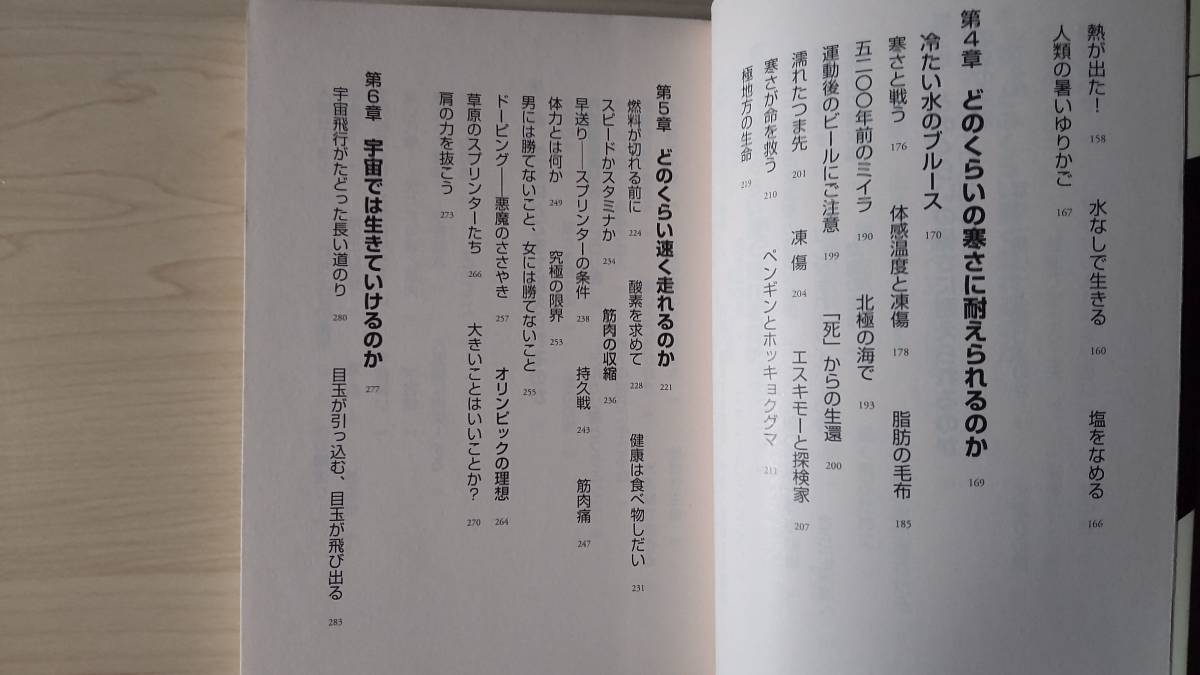 熱が出た! 158 水なしで生きる 160 塩をなめる 166
人類の暑いゆりかご 167
第4章 どのくらいの寒さに耐えられるのか 169
冷たい水のブルース 170
寒さと戦う 176 体感温度と凍傷 178 脂肪の毛布 185
五二〇〇年前のミイラ 190 北極の海で 193
運動後のビールにご注意 199 「死」からの生還 200
濡れたつま先 201 凍傷 204 エスキモーと探検家 207
寒さが命を救う 210 ペンギンとホッキョクグマ 211
極地方の生命 219
第5章 どのくらい速く走れるのか 221
燃料が切れる前に 224 酸素を求めて 228 健康は食べ物しだい 231
スピードかスタミナか 234 筋肉の収縮 236
早送り——スプリンターの条件 238 持久戦 243 筋肉痛 247
体力とは何か 249 究極の限界 253
男には勝てないこと、女には勝てないこと 255
ドーピング——悪魔のささやき 257 オリンピックの理想 264
草原のスプリンターたち 266 大きいことはいいことか? 270
肩の力を抜こう 273
第6章 宇宙では生きていけるのか 277
宇宙飛行がたどった長い道のり 280 目玉が引っ込む、目玉が飛び出る 283